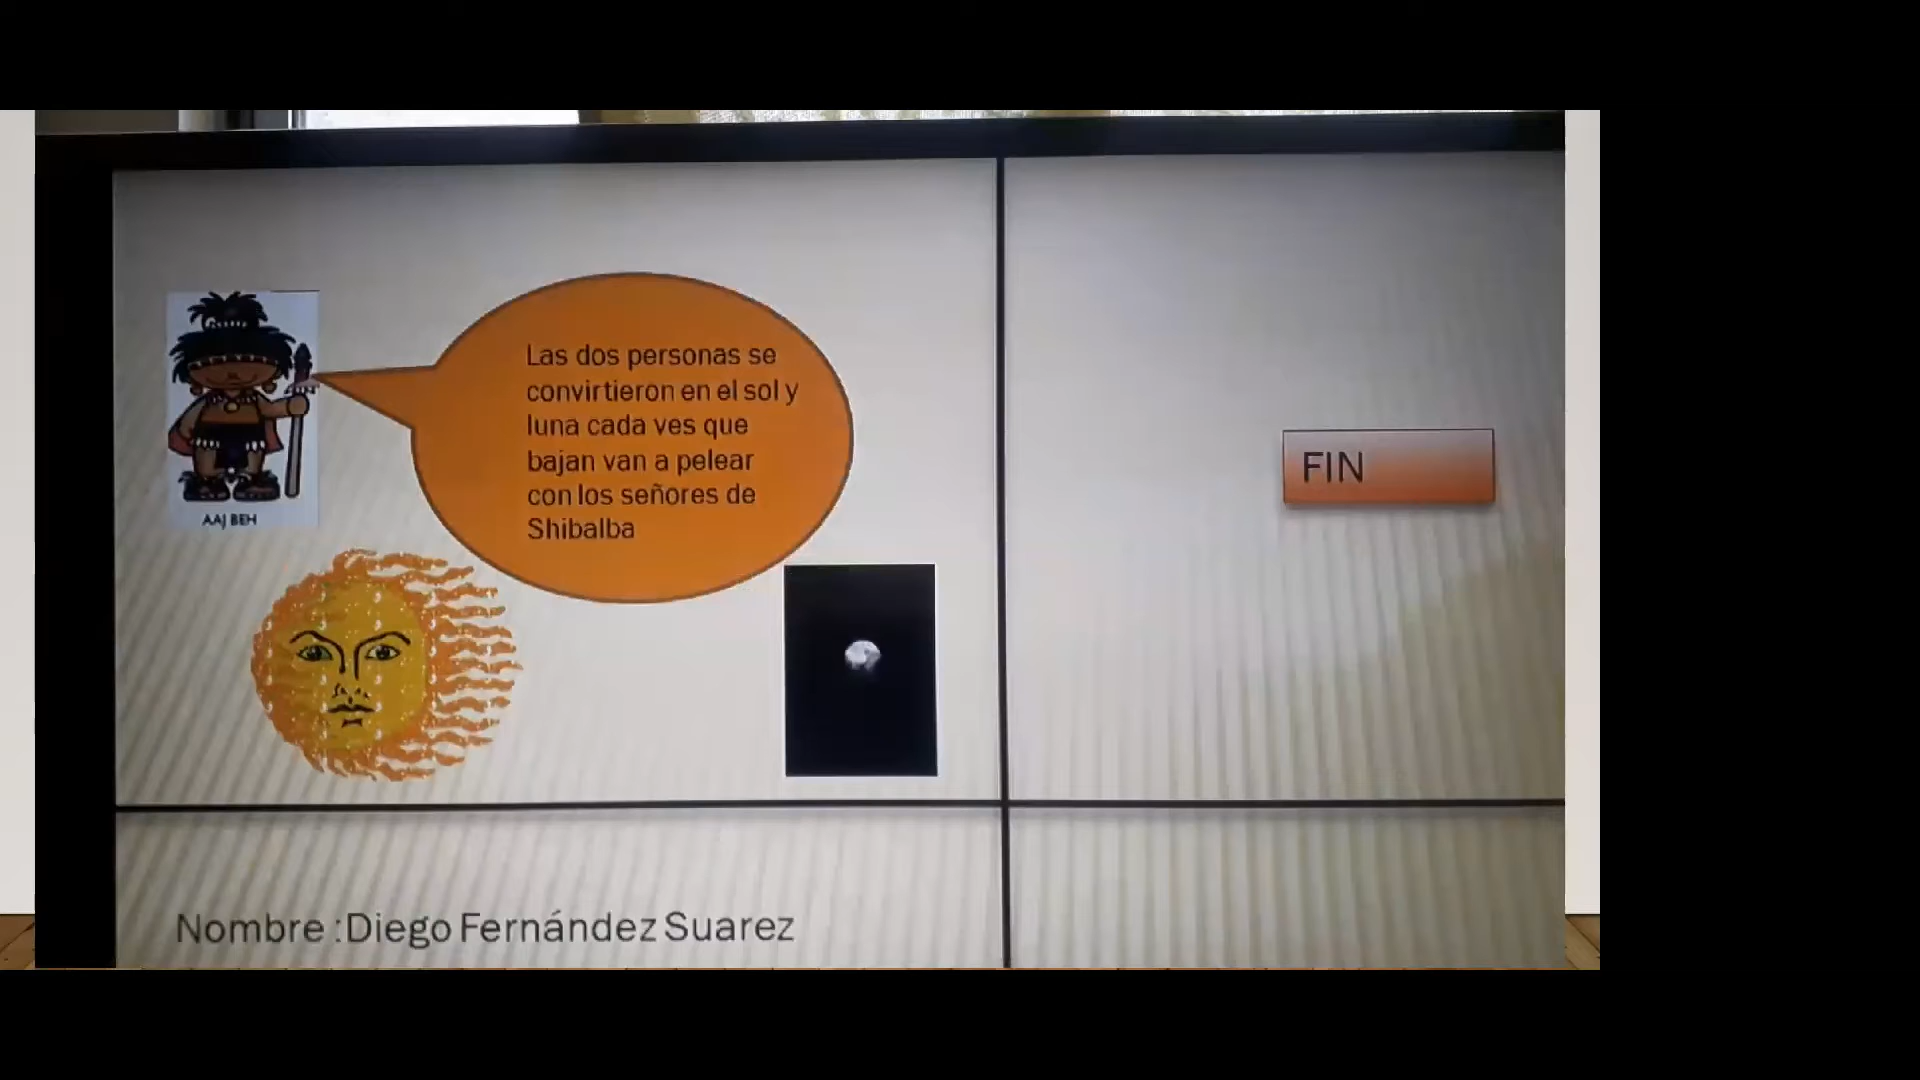 Las dos personas se
convirtieron en el sol y
luna cada ves que
bajan van a pelear
con los señores de
Shibalba
AAJ BEH
FIN
Nombre :Diego Fernández Suarez